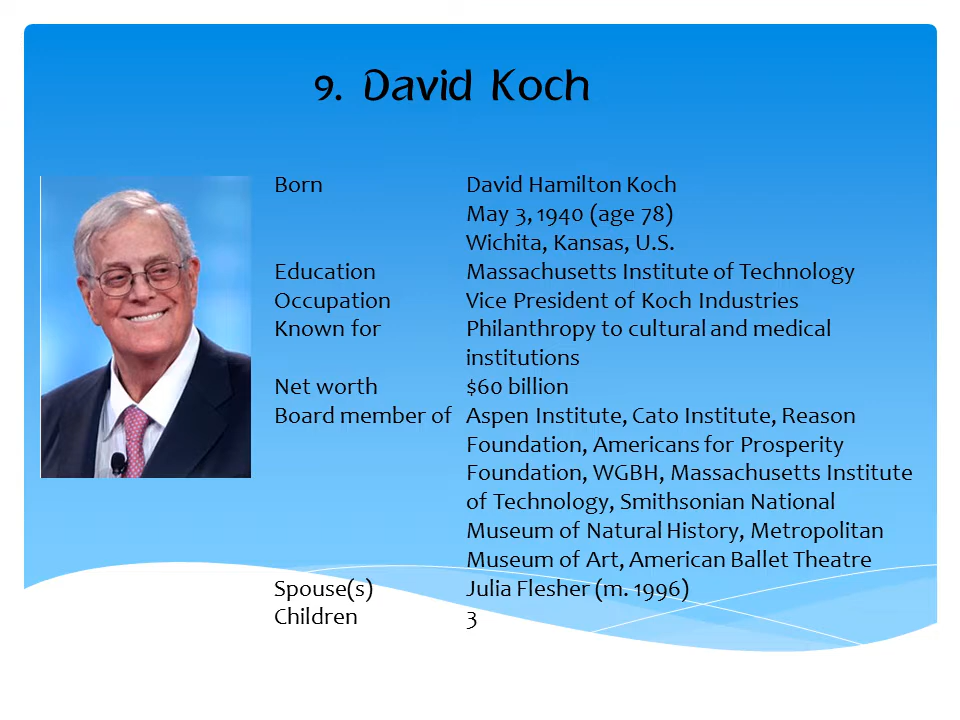 9. David Koch
Born David Hamilton Koch
May 3, 1940 (age 78)
Wichita, Kansas, U.S.
Education Massachusetts Institute of Technology
Occupation Vice President of Koch Industries
Known for Philanthropy to cultural and medical
institutions
Net worth $60 billion
Board member of Aspen Institute, Cato Institute, Reason
Foundation, Americans for Prosperity
Foundation, WGBH, Massachusetts Institute
of Technology, Smithsonian National
Museum of Natural History, Metropolitan
Museum of Art, American Ballet Theatre
Spouse(s) Julia Flesher (m. 1996)
Children 3